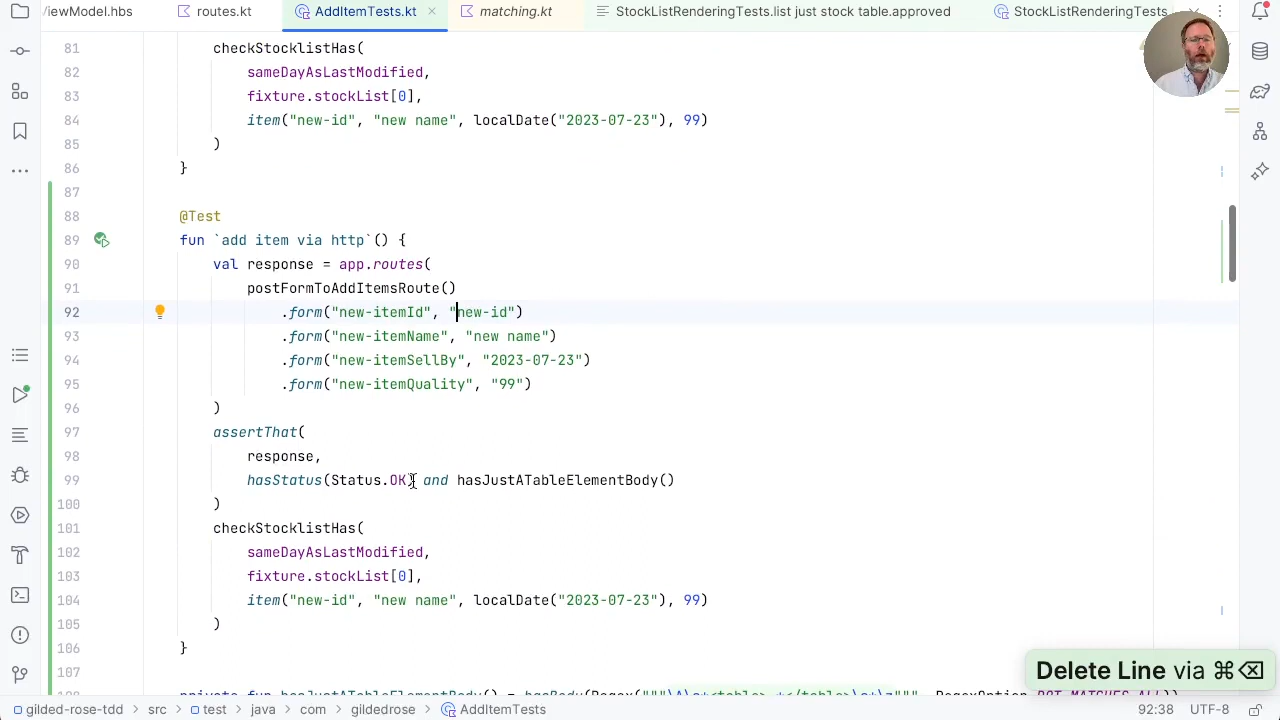 /iewModel.hbs routes.kt AddItemTests.kt matching.kt StockListRenderingTests.list just stock table.approved StockListRenderingTests
81 checkStocklistHas(
82 sameDayAsLastModified,
83 fixture.stockList[0],
84 item("new-id", "new name", localDate("2023-07-23"), 99)
85 )
86 }
87
88 @Test
89 fun `add item via http`() {
90 val response = app.routes(
91 postFormToAddItemsRoute()
92 .form("new-itemId", "new-id")
93 .form("new-itemName", "new name")
94 .form("new-itemSellBy", "2023-07-23")
95 .form("new-itemQuality", "99")
96 )
97 assertThat(
98 response,
99 hasStatus(Status.OK) and hasJustATableElementBody()
100 )
101 checkStocklistHas(
102 sameDayAsLastModified,
103 fixture.stockList[0],
104 item("new-id", "new name", localDate("2023-07-23"), 99)
105 )
106 }
107
Delete Line via ⌘⌫
gilded-rose-tdd src test java com gildedrose AddItemTests 92:38 UTF-8